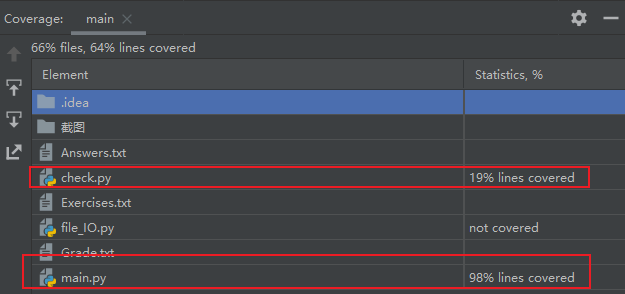 Coverage: main
66% files, 64% lines covered
Element Statistics, %
.idea
截图
Answers.txt
check.py 19% lines covered
Exercises.txt
file_IO.py not covered
Grade.txt
main.py 98% lines covered